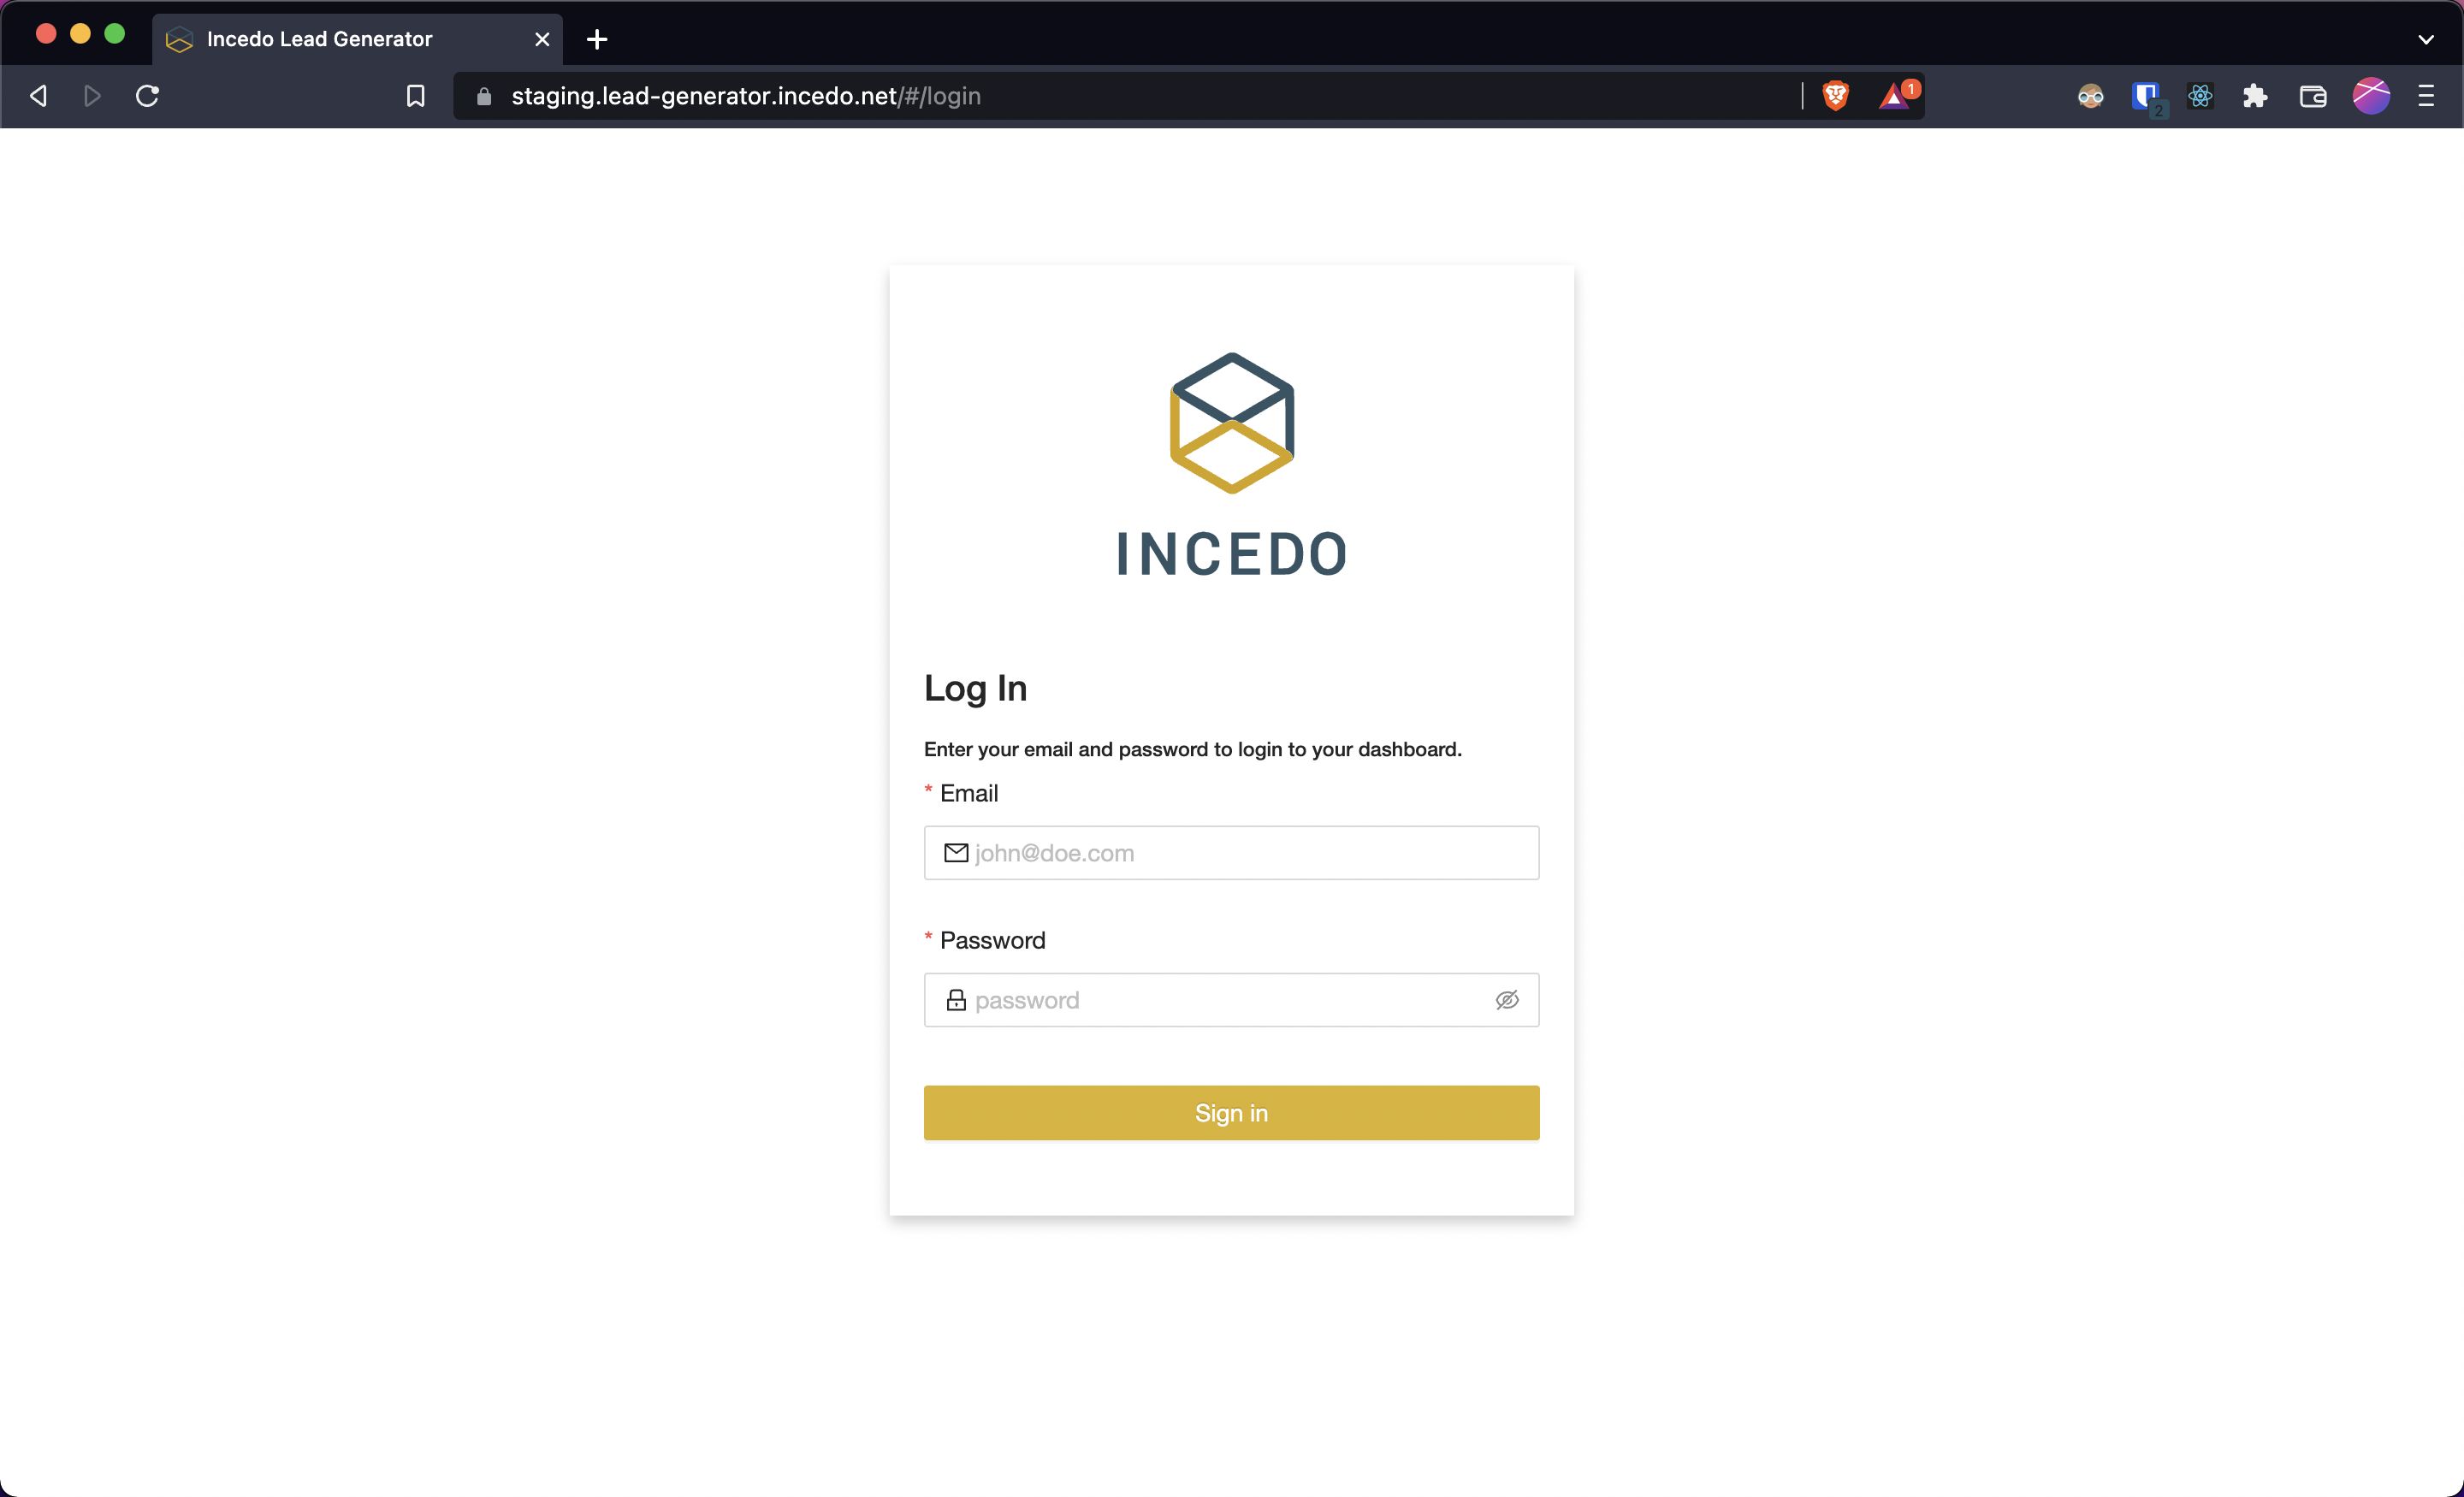 Incedo Lead Generator
staging.lead-generator.incedo.net/#/login
1
2
INCEDO
Log In
Enter your email and password to login to your dashboard.
* Email
john@doe.com
* Password
password
Sign in